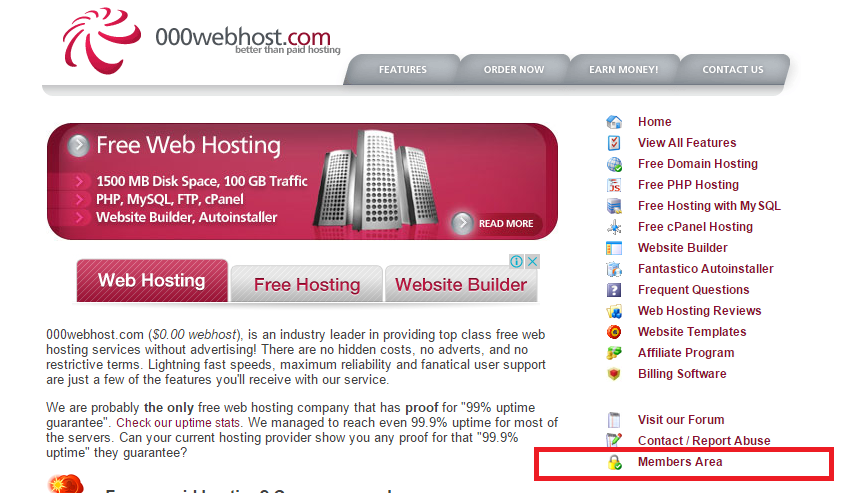 000webhost.com
better than paid hosting
FEATURES
ORDER NOW
EARN MONEY!
CONTACT US
Free Web Hosting
1500 MB Disk Space, 100 GB Traffic
PHP, MySQL, FTP, cPanel
Website Builder, Autoinstaller
READ MORE
Web Hosting
Free Hosting
Website Builder
000webhost.com ($0.00 webhost), is an industry leader in providing top class free web
hosting services without advertising! There are no hidden costs, no adverts, and no
restrictive terms. Lightning fast speeds, maximum reliability and fanatical user support
are just a few of the features you'll receive with our service.
We are probably the only free web hosting company that has proof for "99% uptime
guarantee". Check our uptime stats. We managed to reach even 99.9% uptime for most of
the servers. Can your current hosting provider show you any proof for that "99.9%
uptime" they guarantee?
Home
View All Features
Free Domain Hosting
Free PHP Hosting
Free Hosting with MySQL
Free cPanel Hosting
Website Builder
Fantastico Autoinstaller
Frequent Questions
Web Hosting Reviews
Website Templates
Affiliate Program
Billing Software
Visit our Forum
Contact / Report Abuse
Members Area